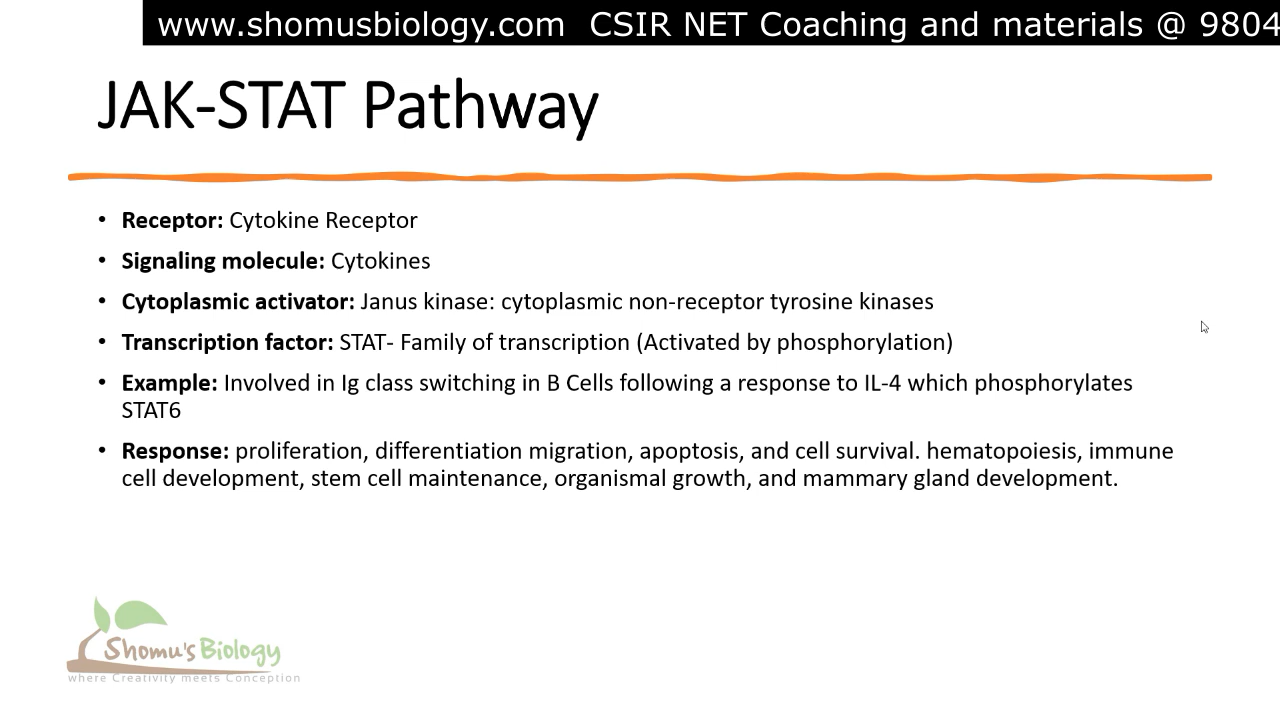 www.shomusbiology.com CSIR NET Coaching and materials @ 9804
JAK-STAT Pathway
• Receptor: Cytokine Receptor
• Signaling molecule: Cytokines
• Cytoplasmic activator: Janus kinase: cytoplasmic non-receptor tyrosine kinases
• Transcription factor: STAT- Family of transcription (Activated by phosphorylation)
• Example: Involved in Ig class switching in B Cells following a response to IL-4 which phosphorylates
STAT6
• Response: proliferation, differentiation migration, apoptosis, and cell survival. hematopoiesis, immune
cell development, stem cell maintenance, organismal growth, and mammary gland development.
Shomu's Biology
where Creativity meets Conception